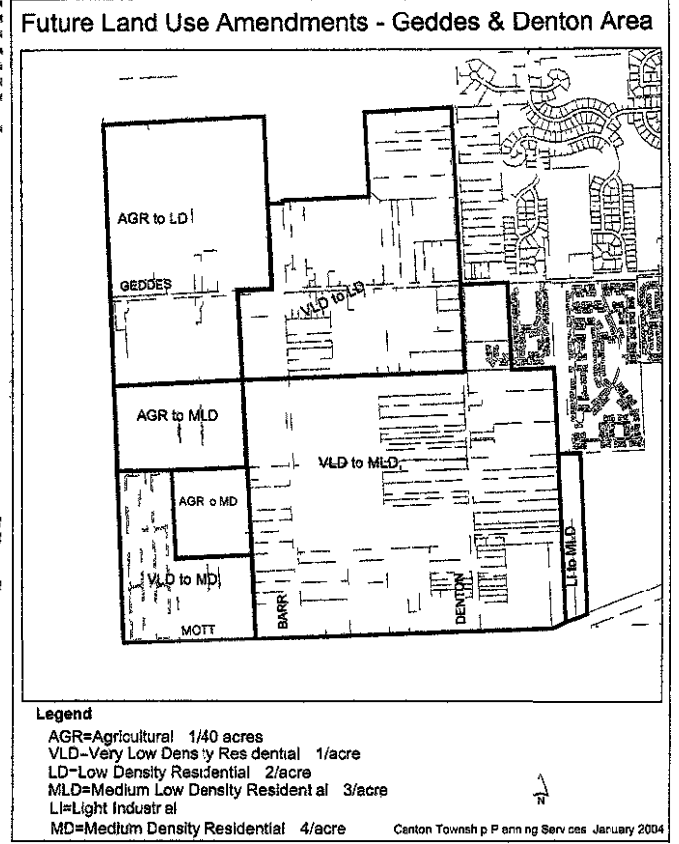 Future Land Use Amendments - Geddes & Denton Area
AGR to LD
GEDDES
VLD to LD
AGR to MLD
VLD to MLD
AGR o MD
LI to MLD
VLD to MD
BARR
DENTON
MOTT
Legend
AGR=Agricultural 1/40 acres
VLD-Very Low Dens ty Res dential 1/acre
LD-Low Density Residential 2/acre
MLD=Medium Low Density Resident al 3/acre
LI=Light Industr al
MD=Medium Density Residential 4/acre
N
Canton Townsh p P ann ng Serv ces January 2004